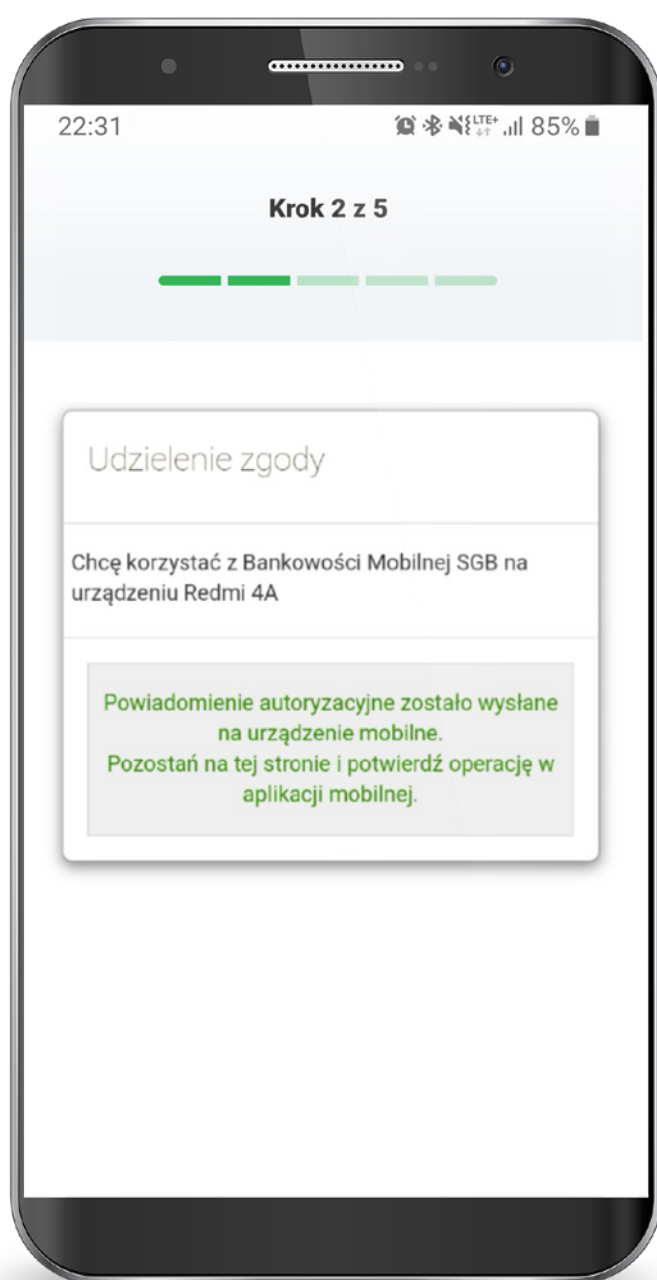 22:31 LTE+ 85%
Krok 2 z 5
Udzielenie zgody
Chcę korzystać z Bankowości Mobilnej SGB na
urządzeniu Redmi 4A
Powiadomienie autoryzacyjne zostało wysłane
na urządzenie mobilne.
Pozostań na tej stronie i potwierdź operację w
aplikacji mobilnej.